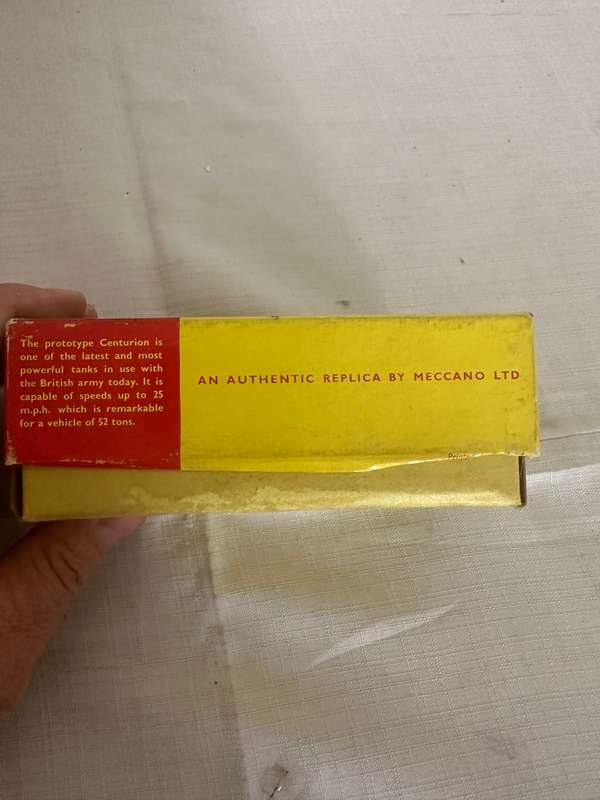 The prototype Centurion is
one of the latest and most
powerful tanks in use with
the British army today. It is
capable of speeds up to 25
m.p.h. which is remarkable
for a vehicle of 52 tons.
AN AUTHENTIC REPLICA BY MECCANO LTD